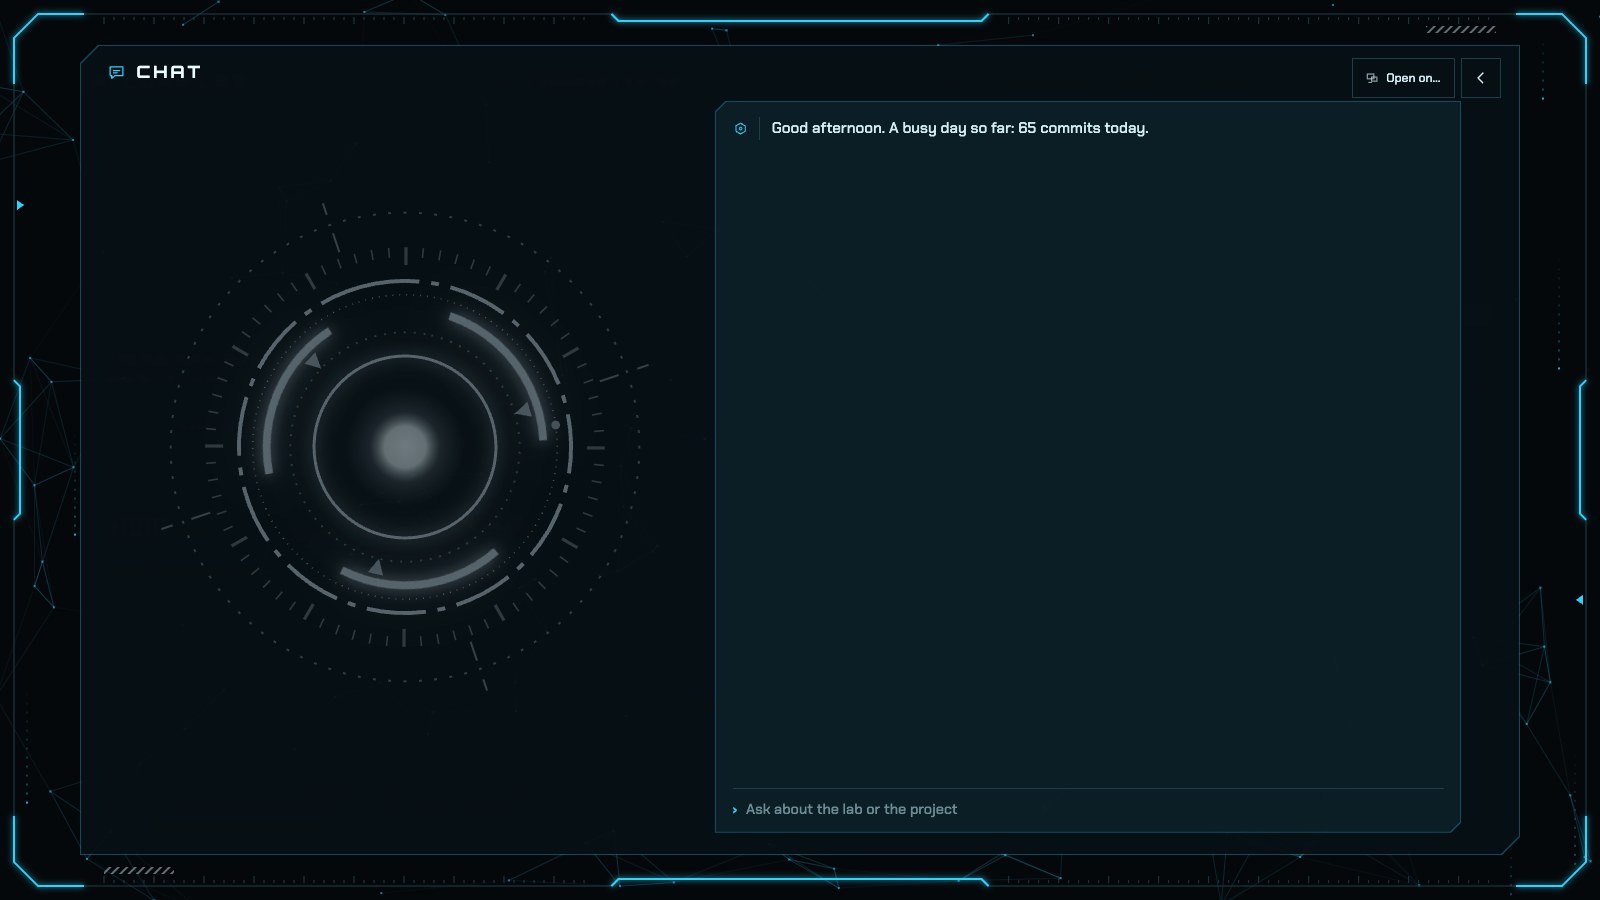 CHAT
Open on...
Good afternoon. A busy day so far: 65 commits today.
Ask about the lab or the project